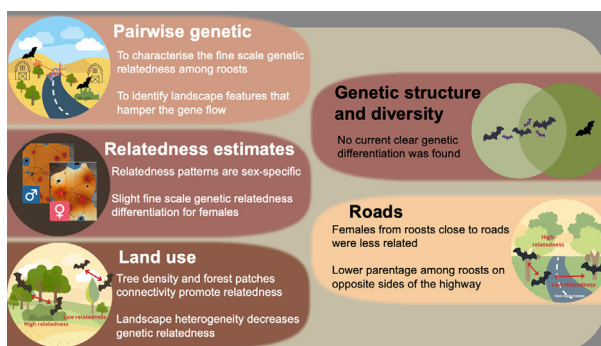 Pairwise genetic
To characterise the fine scale genetic
relatedness among roosts
To identify landscape features that
hamper the gene flow
Relatedness estimates
Relatedness patterns are sex-specific
Slight fine scale genetic relatedness
differentiation for females
Land use
Tree density and forest patches
connectivity promote relatedness
Landscape heterogeneity decreases
genetic relatedness
Low relatedness
High relatedness
Genetic structure
and diversity
No current clear genetic
differentiation was found
Roads
Females from roosts close to roads
were less related
Lower parentage among roosts on
opposite sides of the highway
High
relatedness
Low relatedness